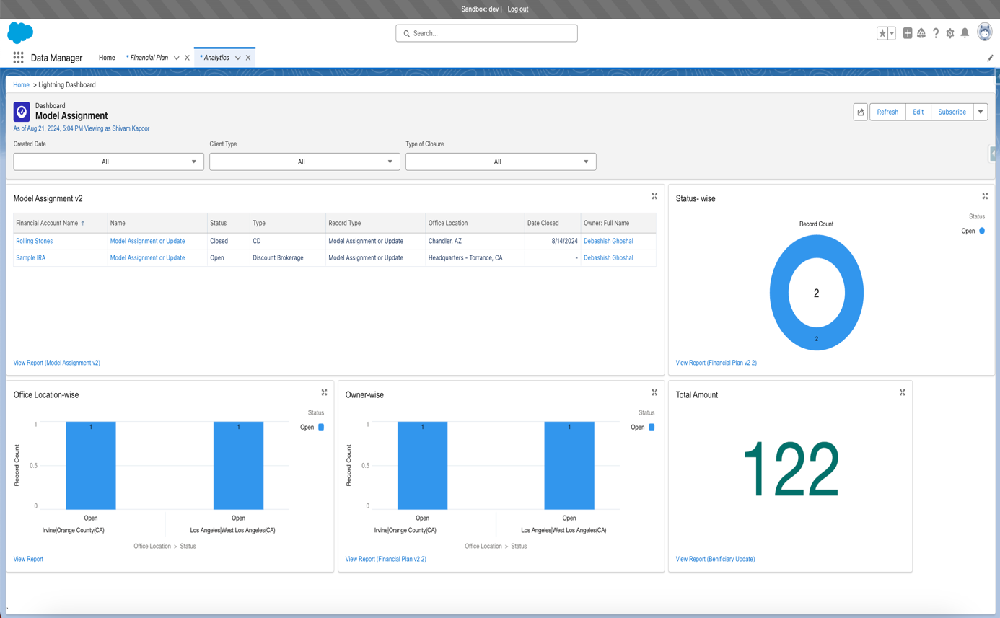 Sandbox: dev | Log out
Search...
Data Manager Home * Financial Plan * Analytics
Home > Lightning Dashboard
Dashboard
Model Assignment
As of Aug 21, 2024, 5:04 PM·Viewing as Shivam Kapoor
Refresh Edit Subscribe
Created Date Client Type Type of Closure
All All All
Model Assignment v2
Financial Account Name ↑ Name Status Type Record Type Office Location Date Closed Owner: Full Name
Rolling Stones Model Assignment or Update Closed CD Model Assignment or Update Chandler, AZ 8/14/2024 Debashish Ghoshal
Sample IRA Model Assignment or Update Open Discount Brokerage Model Assignment or Update Headquarters - Torrance, CA - Debashish Ghoshal
View Report (Model Assignment v2)
Status- wise
Status
Open
Record Count
2
2
View Report (Financial Plan v2 2)
Office Location-wise
Status
Open
Record Count
1
0.5
0
1 1
Open Open
Irvine|Orange County|(CA) Los Angeles|West Los Angeles|(CA)
Office Location > Status
View Report
Owner-wise
Status
Open
Record Count
1
0.5
0
1 1
Open Open
Irvine|Orange County|(CA) Los Angeles|West Los Angeles|(CA)
Office Location > Status
View Report (Financial Plan v2 2)
Total Amount
122
View Report (Benificiary Update)